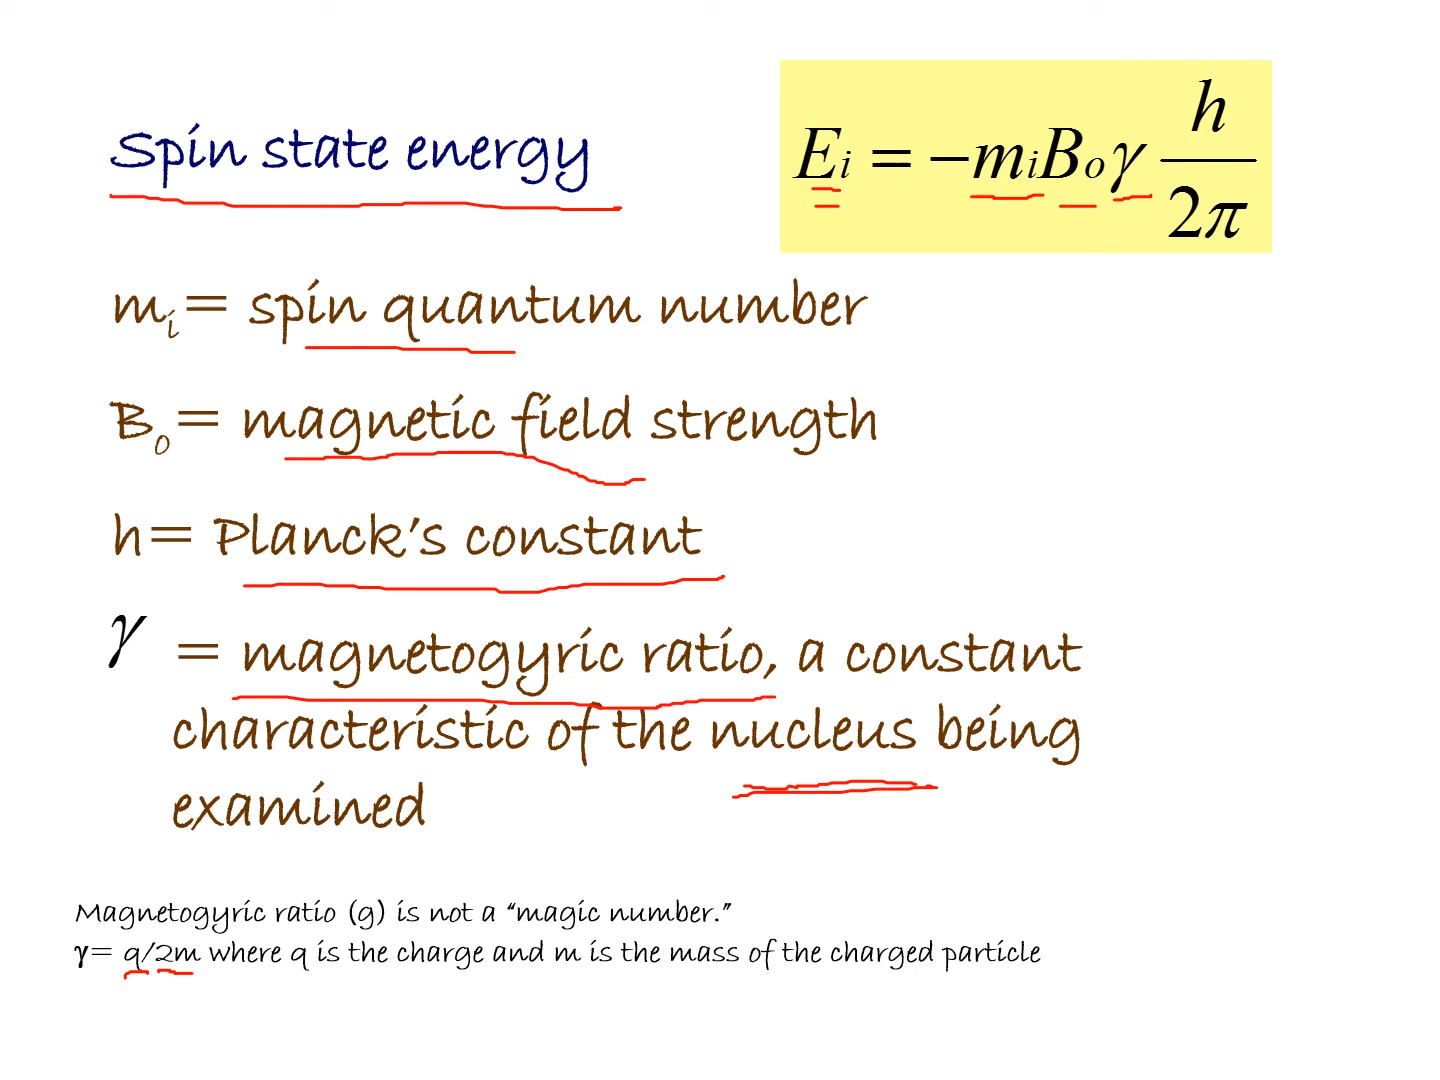 Spin state energy
Eᵢ = −mᵢBₒγ h/2π
mᵢ= spin quantum number
Bₒ= magnetic field strength
h= Planck's constant
γ = magnetogyric ratio, a constant
characteristic of the nucleus being
examined
Magnetogyric ratio (g) is not a “magic number.”
γ= q/2m where q is the charge and m is the mass of the charged particle